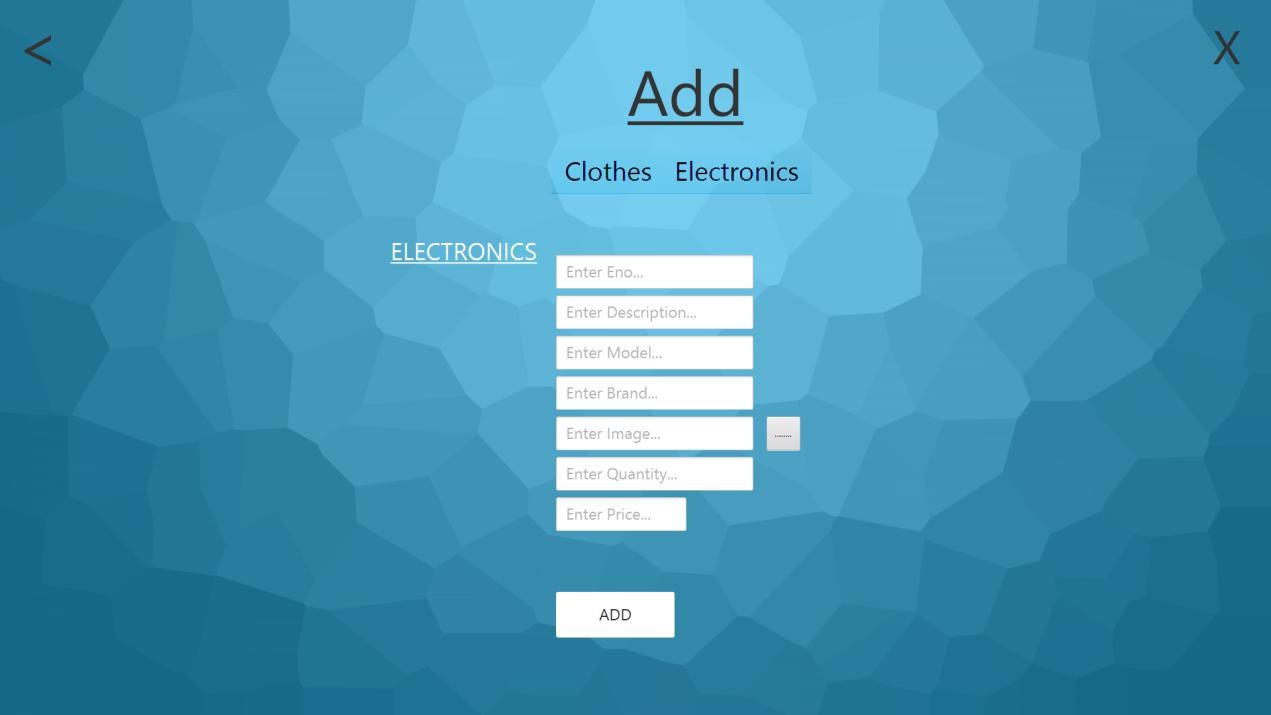 <
X
Add
Clothes Electronics
ELECTRONICS
Enter Eno...
Enter Description...
Enter Model...
Enter Brand...
Enter Image...
........
Enter Quantity...
Enter Price...
ADD